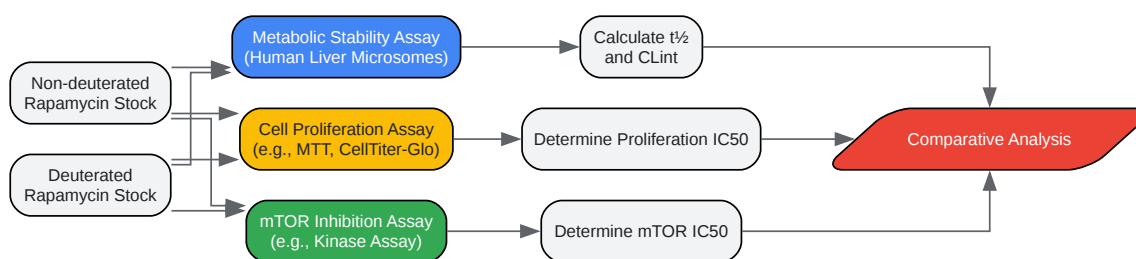 Non-deuterated
Rapamycin Stock
Deuterated
Rapamycin Stock
Metabolic Stability Assay
(Human Liver Microsomes)
Calculate t½
and CLint
Cell Proliferation Assay
(e.g., MTT, CellTiter-Glo)
Determine Proliferation IC50
Comparative Analysis
mTOR Inhibition Assay
(e.g., Kinase Assay)
Determine mTOR IC50